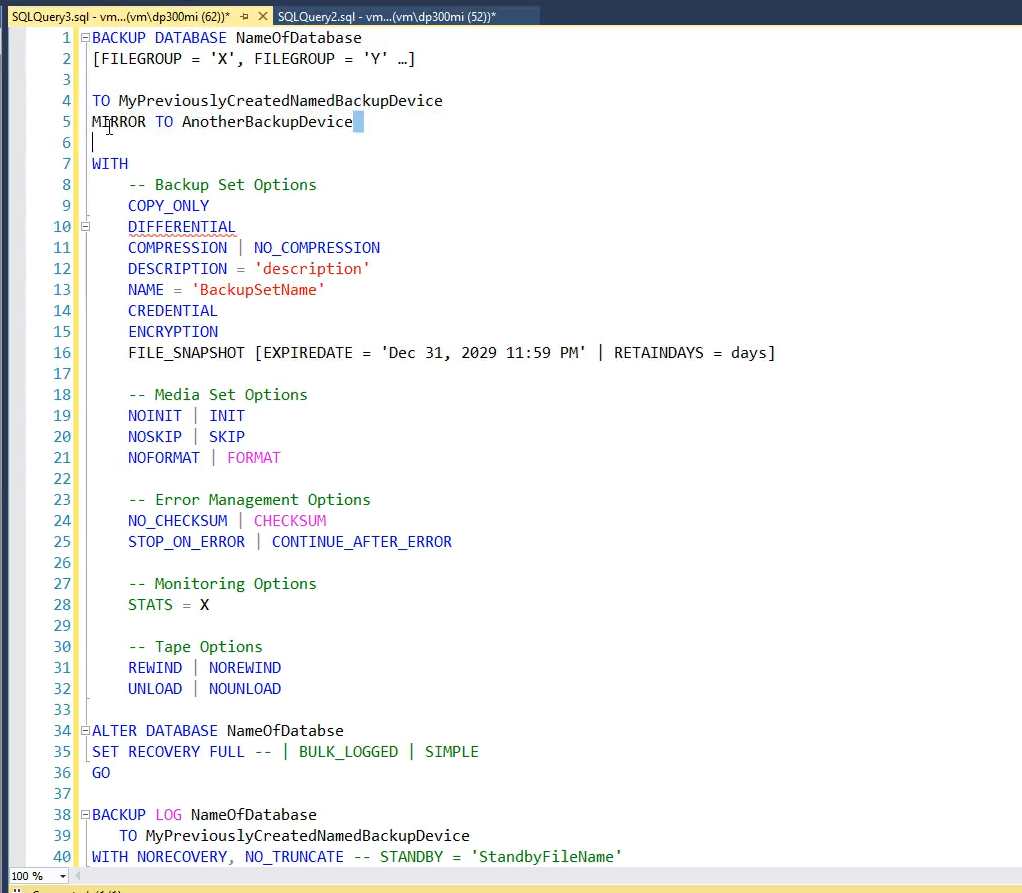 SQLQuery3.sql - vm...(vm\dp300mi (62))* SQLQuery2.sql - vm...(vm\dp300mi (52))*
1 BACKUP DATABASE NameOfDatabase
2 [FILEGROUP = 'X', FILEGROUP = 'Y' …]
3
4 TO MyPreviouslyCreatedNamedBackupDevice
5 MIRROR TO AnotherBackupDevice
6
7 WITH
8 -- Backup Set Options
9 COPY_ONLY
10 DIFFERENTIAL
11 COMPRESSION | NO_COMPRESSION
12 DESCRIPTION = 'description'
13 NAME = 'BackupSetName'
14 CREDENTIAL
15 ENCRYPTION
16 FILE_SNAPSHOT [EXPIREDATE = 'Dec 31, 2029 11:59 PM' | RETAINDAYS = days]
17
18 -- Media Set Options
19 NOINIT | INIT
20 NOSKIP | SKIP
21 NOFORMAT | FORMAT
22
23 -- Error Management Options
24 NO_CHECKSUM | CHECKSUM
25 STOP_ON_ERROR | CONTINUE_AFTER_ERROR
26
27 -- Monitoring Options
28 STATS = X
29
30 -- Tape Options
31 REWIND | NOREWIND
32 UNLOAD | NOUNLOAD
33
34 ALTER DATABASE NameOfDatabse
35 SET RECOVERY FULL -- | BULK_LOGGED | SIMPLE
36 GO
37
38 BACKUP LOG NameOfDatabase
39 TO MyPreviouslyCreatedNamedBackupDevice
40 WITH NORECOVERY, NO_TRUNCATE -- STANDBY = 'StandbyFileName'
100 %